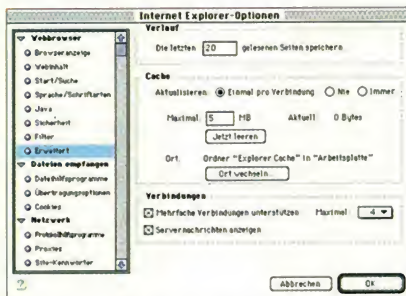 Internet Explorer-Optionen
Webbrowser
Browseranzeige
Webinhalt
Start/Suche
Sprache/Schriftarten
Java
Sicherheit
Filter
Erweitert
Dateien empfangen
Dateihilfsprogramme
Übertragungsoptionen
Cookies
Netzwerk
Protokollhilfsprogramme
Proxies
Site-Kennwörter
Verlauf
Die letzten 20 gelesenen Seiten speichern
Cache
Aktualisieren: Einmal pro Verbindung Nie Immer
Maximal: 5 MB Aktuell: 0 Bytes
Jetzt leeren
Ort: Ordner "Explorer Cache" in "Arbeitsplatte"
Ort wechseln...
Verbindungen
Mehrfache Verbindungen unterstützen Maximal: 4
Servernachrichten anzeigen
2
Abbrechen OK